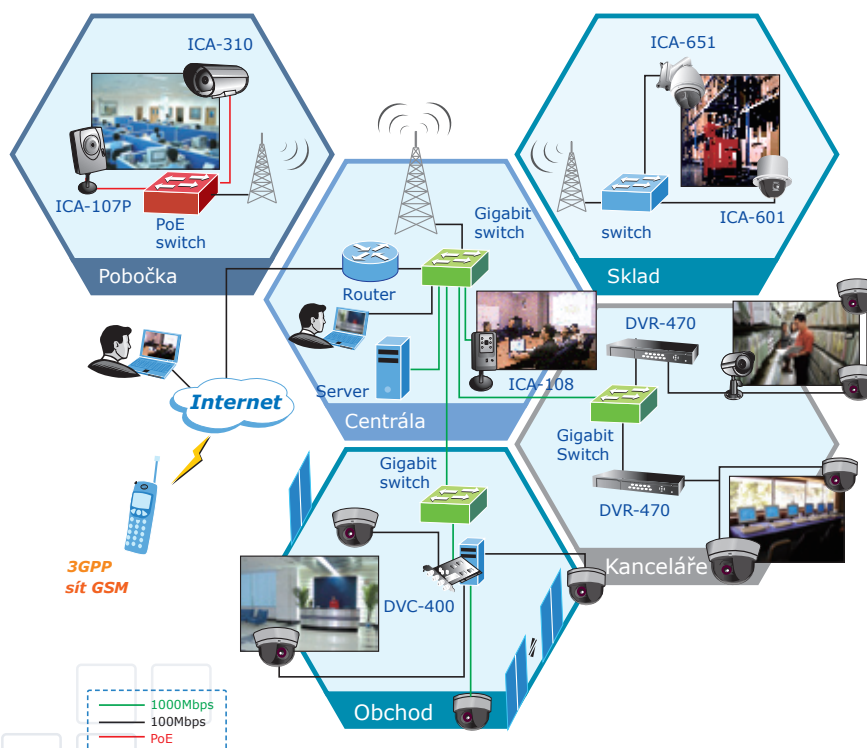 ICA-310
ICA-107P
PoE
switch
Pobočka
ICA-651
ICA-601
switch
Sklad
Gigabit
switch
Router
Server
ICA-108
Centrála
Internet
3GPP
sít GSM
DVR-470
Gigabit
Switch
DVR-470
Kanceláře
Gigabit
switch
DVC-400
Obchod
1000Mbps
100Mbps
PoE